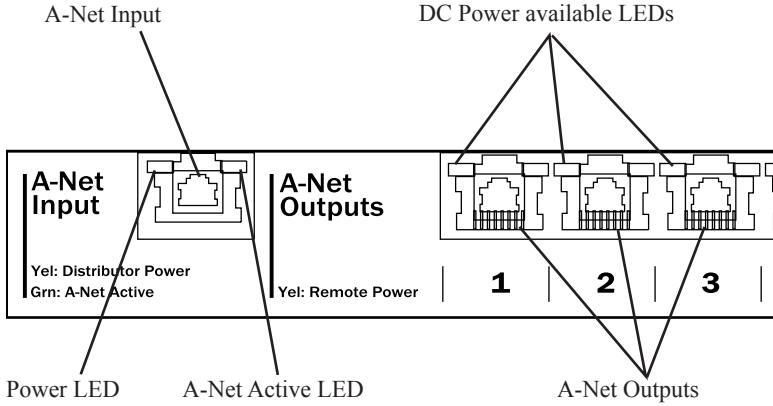 A-Net Input
DC Power available LEDs
A-Net
Input
A-Net
Outputs
Yel: Distributor Power
Grn: A-Net Active
Yel: Remote Power
1
2
3
Power LED
A-Net Active LED
A-Net Outputs